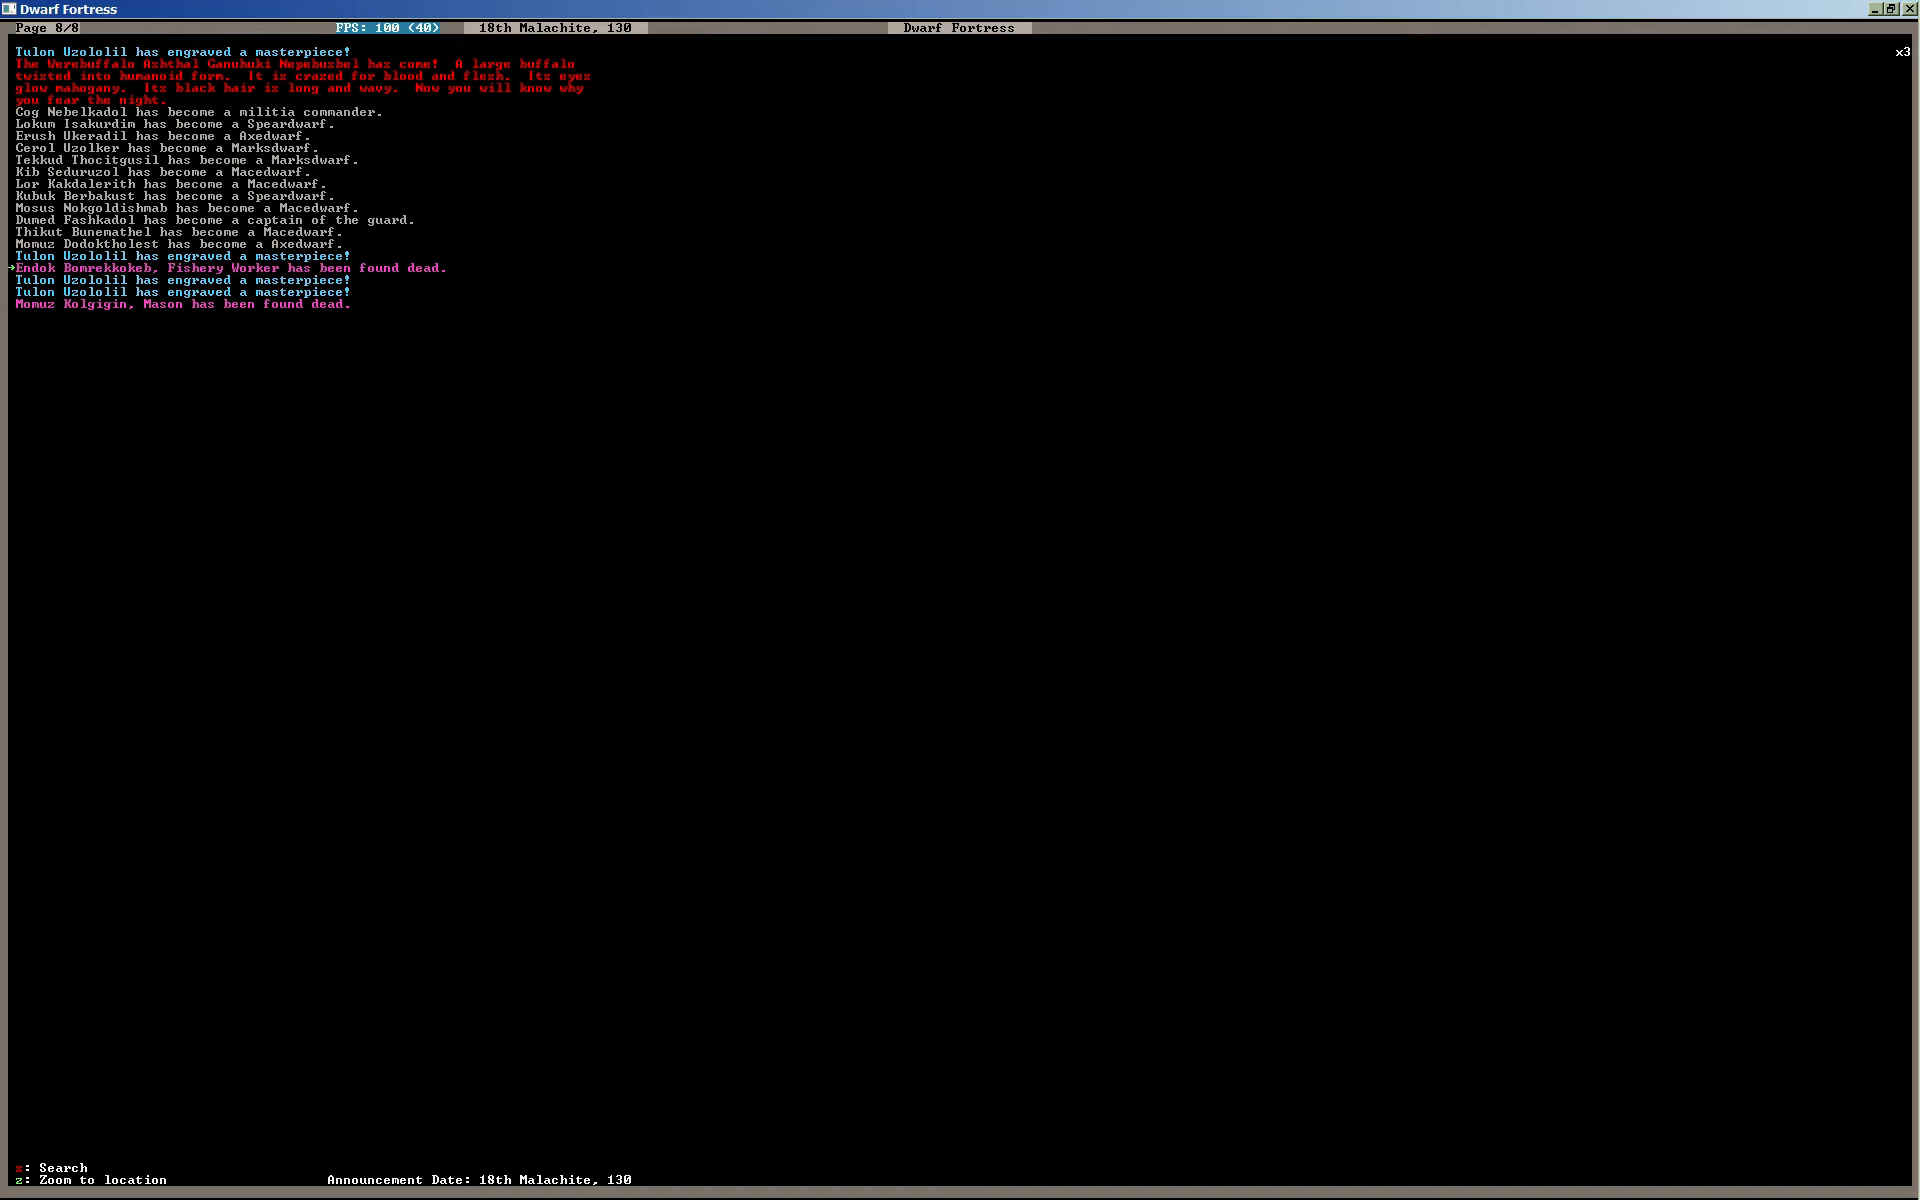 Dwarf Fortress
Page 8/8 FPS: 100 (40) 18th Malachite, 130 Dwarf Fortress
Tulon Uzololil has engraved a masterpiece! x3
The Werebuffalo Ashthal Ganuhuki Nepebusbel has come! A large buffalo
twisted into humanoid form. It is crazed for blood and flesh. Its eyes
glow mahogany. Its black hair is long and wavy. Now you will know why
you fear the night.
Cog Nebelkadol has become a militia commander.
Lokum Isakurdim has become a Speardwarf.
Erush Ukeradil has become a Axedwarf.
Cerol Uzolker has become a Marksdwarf.
Tekkud Thocitgusil has become a Marksdwarf.
Kib Seduruzol has become a Macedwarf.
Lor Kakdalerith has become a Macedwarf.
Kubuk Berbakust has become a Speardwarf.
Mosus Nokgoldishmab has become a Macedwarf.
Dumed Fashkadol has become a captain of the guard.
Thikut Bunemathel has become a Macedwarf.
Momuz Dodoktholest has become a Axedwarf.
Tulon Uzololil has engraved a masterpiece!
→Endok Bomrekkokeb, Fishery Worker has been found dead.
Tulon Uzololil has engraved a masterpiece!
Tulon Uzololil has engraved a masterpiece!
Momuz Kolgigin, Mason has been found dead.
s: Search
z: Zoom to location Announcement Date: 18th Malachite, 130